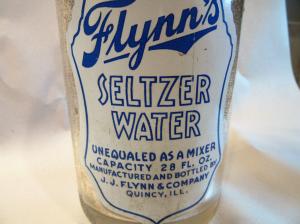 Flynn's
SELTZER
WATER
UNEQUALED AS A MIXER
CAPACITY 28 FL. OZ.
MANUFACTURED AND BOTTLED BY
J. J. FLYNN & COMPANY
QUINCY, ILL.